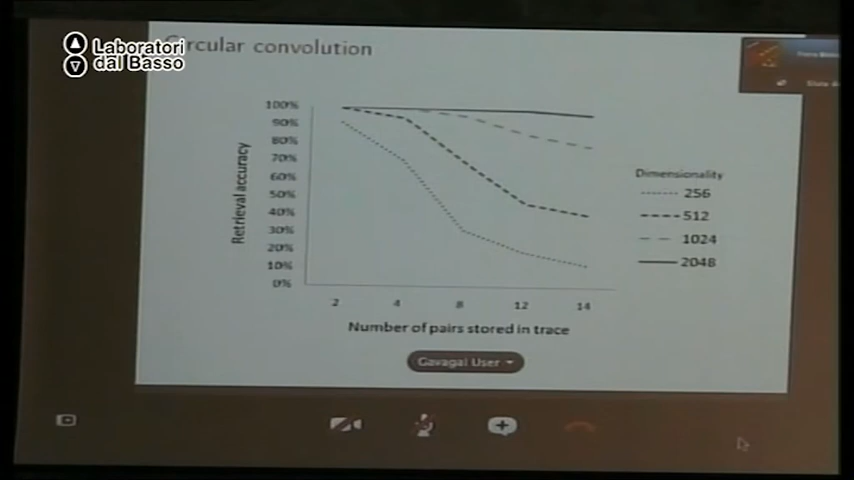 Laboratori
dal Basso
Circular convolution
100%
90%
80%
70%
60%
50%
40%
30%
20%
10%
0%
Retrieval accuracy
2 4 8 12 14
Number of pairs stored in trace
Dimensionality
256
512
1024
2048
Gavagai User